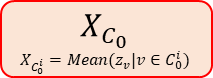 X_{C_0}
X_{C_0^i} = Mean(z_v|v ∈ C_0^i)